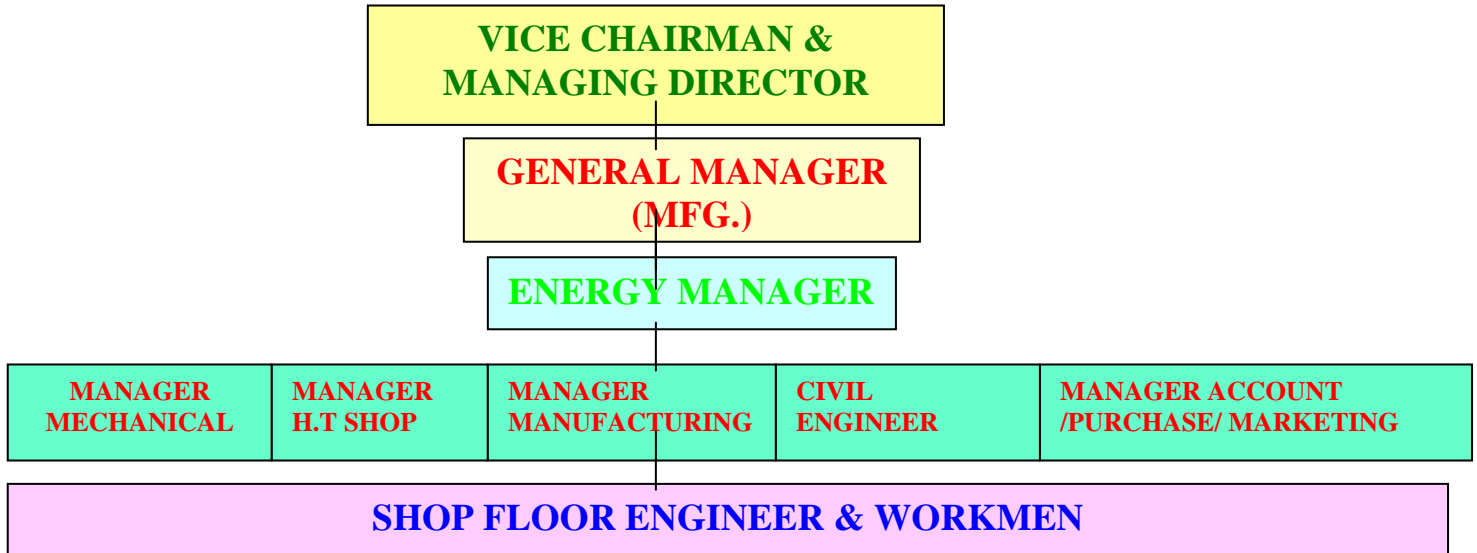 VICE CHAIRMAN &
MANAGING DIRECTOR
GENERAL MANAGER
(MFG.)
ENERGY MANAGER
MANAGER
MECHANICAL
MANAGER
H.T SHOP
MANAGER
MANUFACTURING
CIVIL
ENGINEER
MANAGER ACCOUNT
/PURCHASE/ MARKETING
SHOP FLOOR ENGINEER & WORKMEN